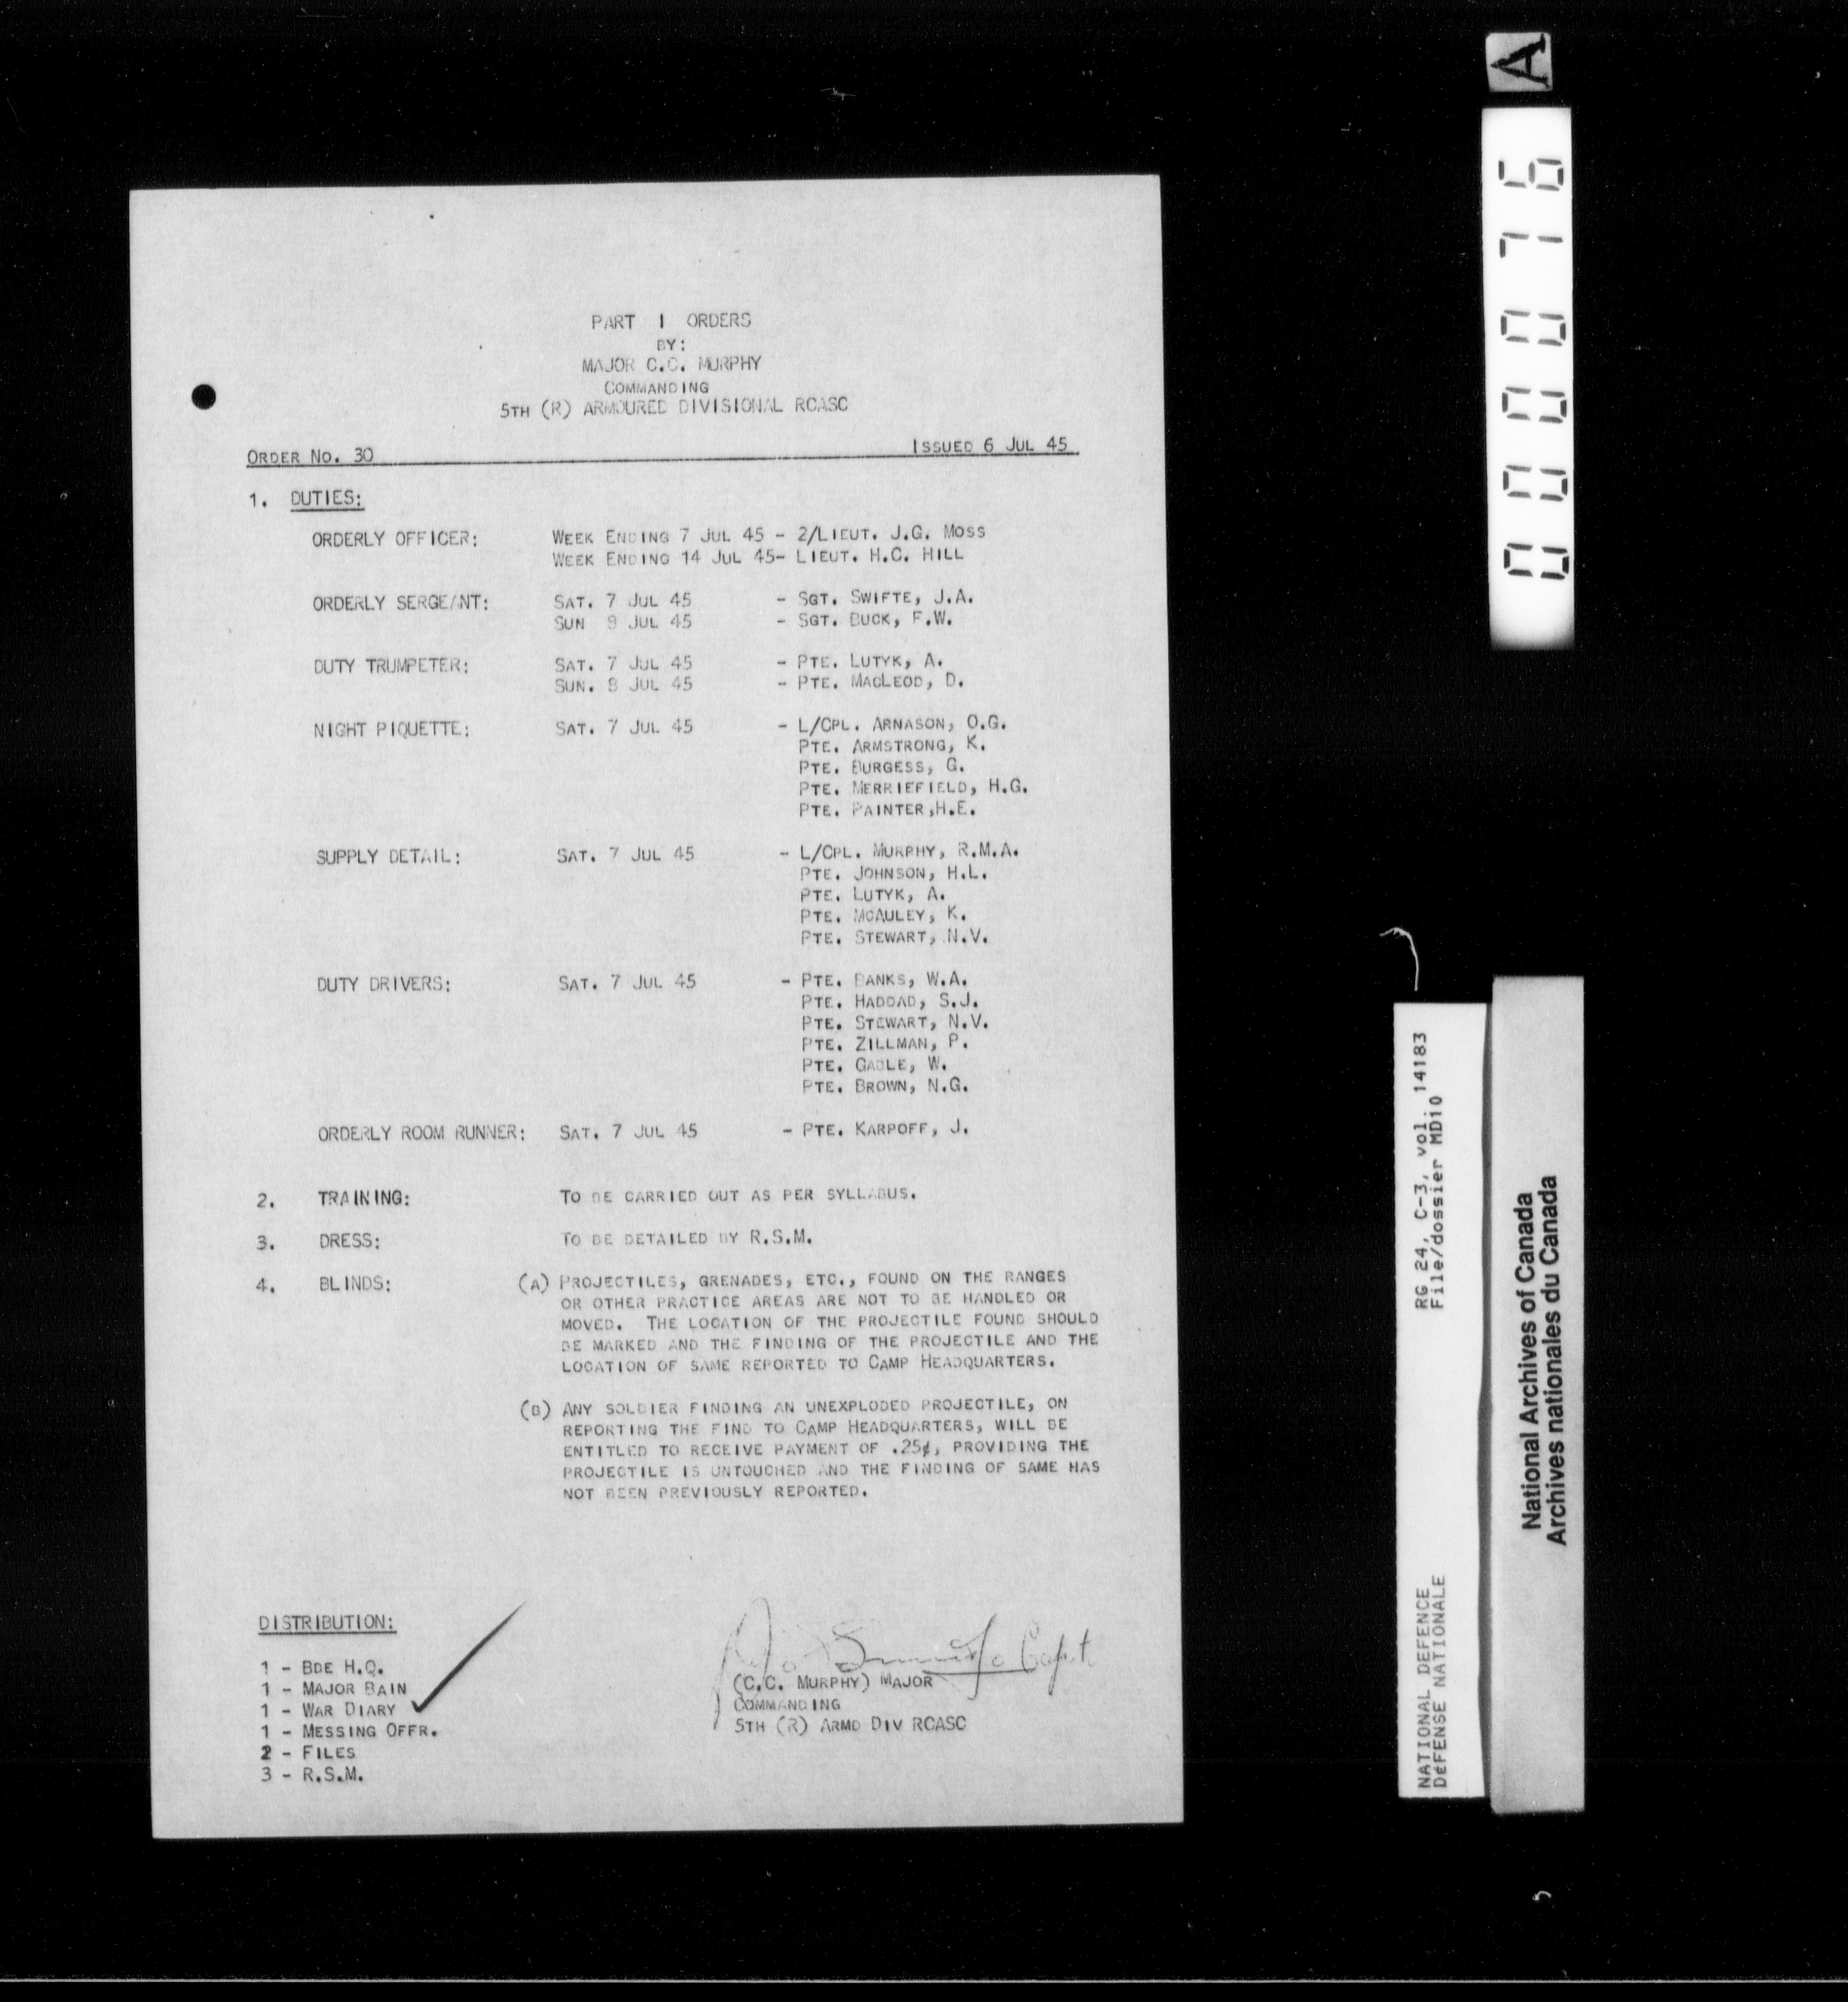 PART I ORDERS
BY:
MAJOR C.C. MURPHY
COMMANDING
5TH (R) ARMOURED DIVISIONAL RCASC
ORDER NO. 30 ISSUED 6 JUL 45
1. DUTIES:
ORDERLY OFFICER: WEEK ENDING 7 JUL 45 - 2/LIEUT. J.G. MOSS
WEEK ENDING 14 JUL 45- LIEUT. H.C. HILL
ORDERLY SERGEANT: SAT. 7 JUL 45 - SGT. SWIFTE, J.A.
SUN 8 JUL 45 - SGT. BUCK, F.W.
DUTY TRUMPETER: SAT. 7 JUL 45 - PTE. LUTYK, A.
SUN. 8 JUL 45 - PTE. MACLEOD, D.
NIGHT PIQUETTE: SAT. 7 JUL 45 - L/CPL. ARNASON, O.G.
PTE. ARMSTRONG, K.
PTE. BURGESS, G.
PTE. MERRIEFIELD, H.G.
PTE. PAINTER,H.E.
SUPPLY DETAIL: SAT. 7 JUL 45 - L/CPL. MURPHY, R.M.A.
PTE. JOHNSON, H.L.
PTE. LUTYK, A.
PTE. MCAULEY, K.
PTE. STEWART, N.V.
DUTY DRIVERS: SAT. 7 JUL 45 - PTE. BANKS, W.A.
PTE. HADDAD, S.J.
PTE. STEWART, N.V.
PTE. ZILLMAN, P.
PTE. GABLE, W.
PTE. BROWN, N.G.
ORDERLY ROOM RUNNER: SAT. 7 JUL 45 - PTE. KARPOFF, J.
2. TRAINING: TO BE CARRIED OUT AS PER SYLLABUS.
3. DRESS: TO BE DETAILED BY R.S.M.
4. BLINDS: (A) PROJECTILES, GRENADES, ETC., FOUND ON THE RANGES
OR OTHER PRACTICE AREAS ARE NOT TO BE HANDLED OR
MOVED. THE LOCATION OF THE PROJECTILE FOUND SHOULD
BE MARKED AND THE FINDING OF THE PROJECTILE AND THE
LOCATION OF SAME REPORTED TO CAMP HEADQUARTERS.
(B) ANY SOLDIER FINDING AN UNEXPLODED PROJECTILE, ON
REPORTING THE FIND TO CAMP HEADQUARTERS, WILL BE
ENTITLED TO RECEIVE PAYMENT OF .25¢, PROVIDING THE
PROJECTILE IS UNTOUCHED AND THE FINDING OF SAME HAS
NOT BEEN PREVIOUSLY REPORTED.
DISTRIBUTION:
1 - BDE H.Q.
1 - MAJOR BAIN
1 - WAR DIARY
1 - MESSING OFFR.
2 - FILES
3 - R.S.M.
Capt
(C.C. MURPHY) MAJOR
COMMANDING
5TH (R) ARMD DIV RCASC
A
000076
NATIONAL DEFENCE RG 24, C-3, vol. 14183
DÉFENSE NATIONALE File/dossier MD10
National Archives of Canada
Archives nationales du Canada